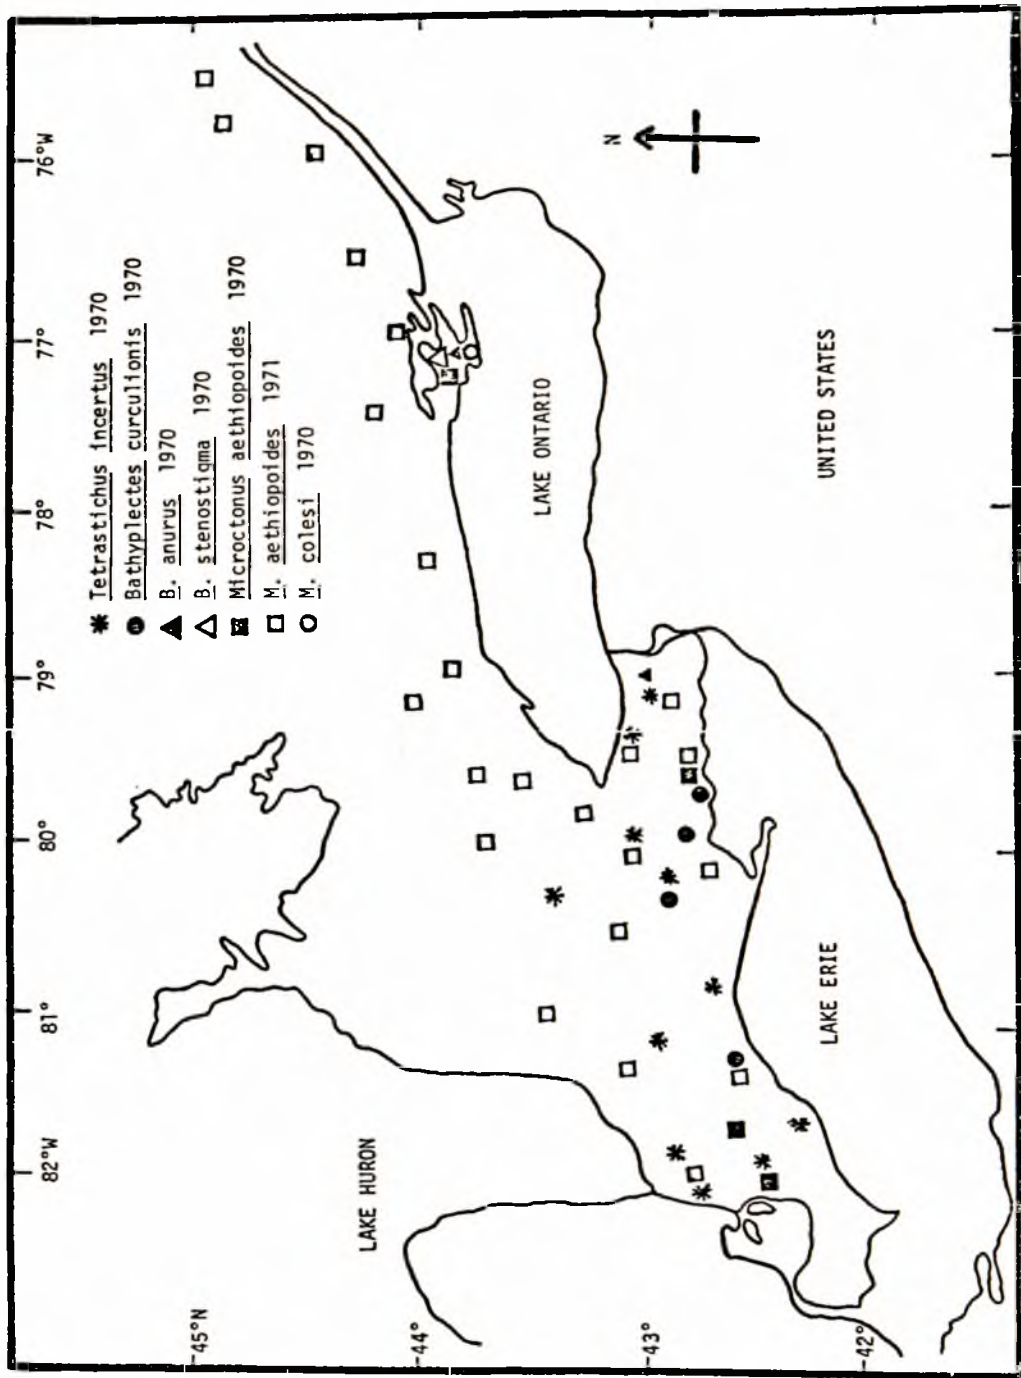 82°W
81°
80°
79°
78°
77°
76°W
45°N
44°
43°
42°
Tetrastichus incertus 1970
Bathyplectes curculionis 1970
B. anurus 1970
B. stenostigma 1970
Microctonus aethiopoides 1970
M. aethiopoides 1971
M. colesi 1970
LAKE HURON
LAKE ONTARIO
LAKE ERIE
UNITED STATES
N